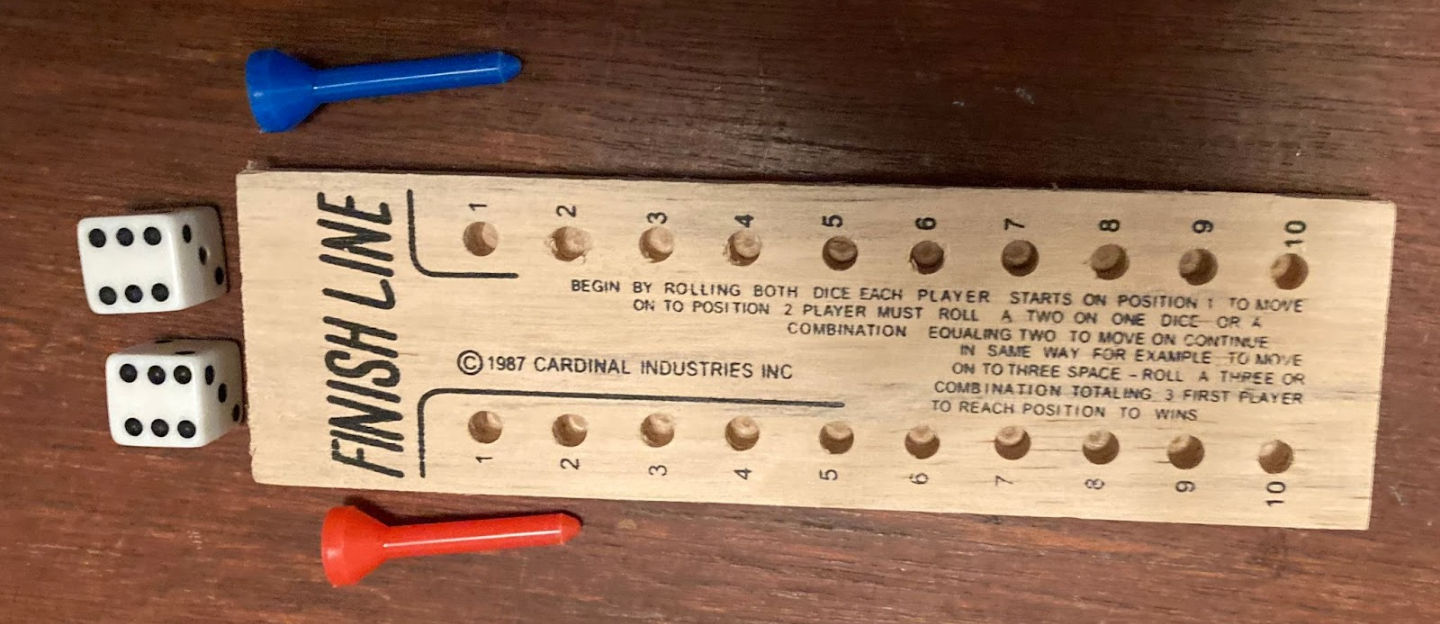 FINISH LINE
1 2 3 4 5 6 7 8 9 10
BEGIN BY ROLLING BOTH DICE EACH PLAYER STARTS ON POSITION 1 TO MOVE
ON TO POSITION 2 PLAYER MUST ROLL A TWO ON ONE DICE OR A
COMBINATION EQUALING TWO TO MOVE ON CONTINUE
IN SAME WAY FOR EXAMPLE TO MOVE
ON TO THREE SPACE - ROLL A THREE OR
COMBINATION TOTALING 3 FIRST PLAYER
TO REACH POSITION TO WINS
© 1987 CARDINAL INDUSTRIES INC
1 2 3 4 5 6 7 8 9 10